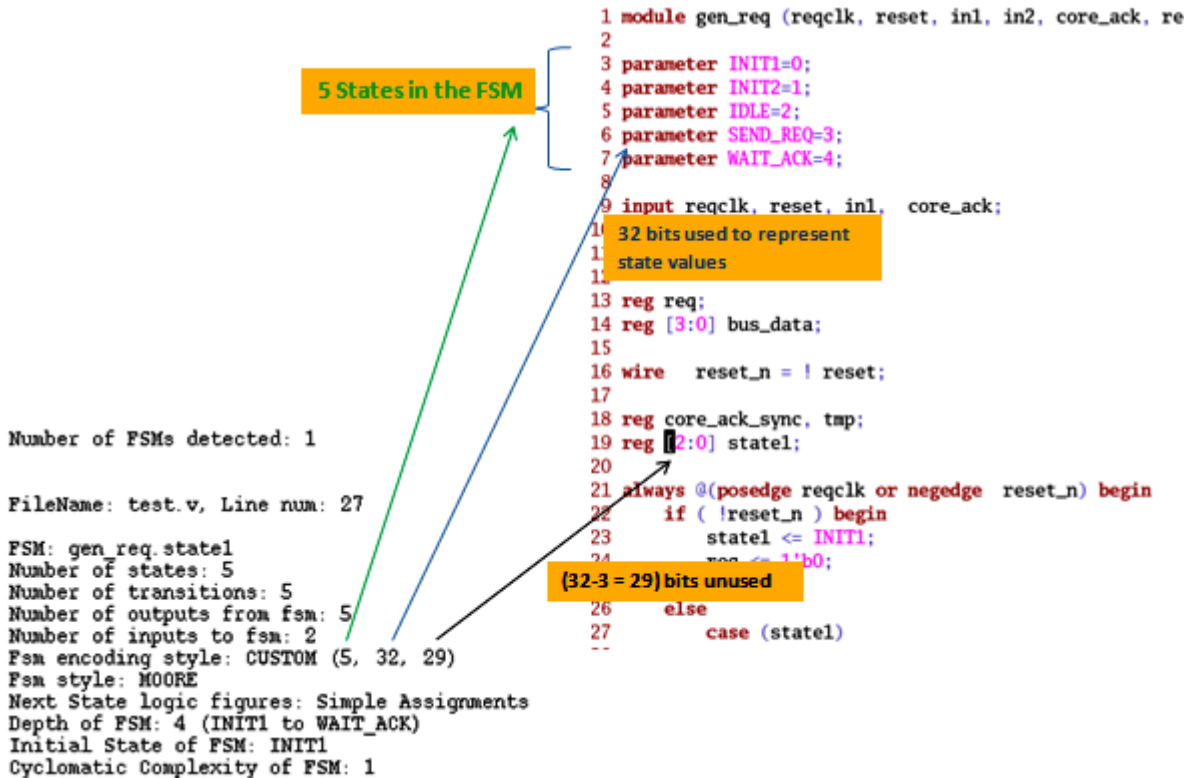 1 module gen_req (reqclk, reset, in1, in2, core_ack, re
2
3 parameter INIT1=0;
4 parameter INIT2=1;
5 parameter IDLE=2;
6 parameter SEND_REQ=3;
7 parameter WAIT_ACK=4;
8
9 input reqclk, reset, in1, core_ack;
10
11
12
13 reg req;
14 reg [3:0] bus_data;
15
16 wire reset_n = ! reset;
17
18 reg core_ack_sync, tmp;
19 reg [2:0] state1;
20
21 always @(posedge reqclk or negedge reset_n) begin
22 if ( !reset_n ) begin
23 state1 <= INIT1;
24 req <= 1'b0;
26 else
27 case (state1)
5 States in the FSM
32 bits used to represent
state values
(32-3 = 29) bits unused
Number of FSMs detected: 1
FileName: test.v, Line num: 27
FSM: gen_req.state1
Number of states: 5
Number of transitions: 5
Number of outputs from fsm: 5
Number of inputs to fsm: 2
Fsm encoding style: CUSTOM (5, 32, 29)
Fsm style: MOORE
Next State logic figures: Simple Assignments
Depth of FSM: 4 (INIT1 to WAIT_ACK)
Initial State of FSM: INIT1
Cyclomatic Complexity of FSM: 1